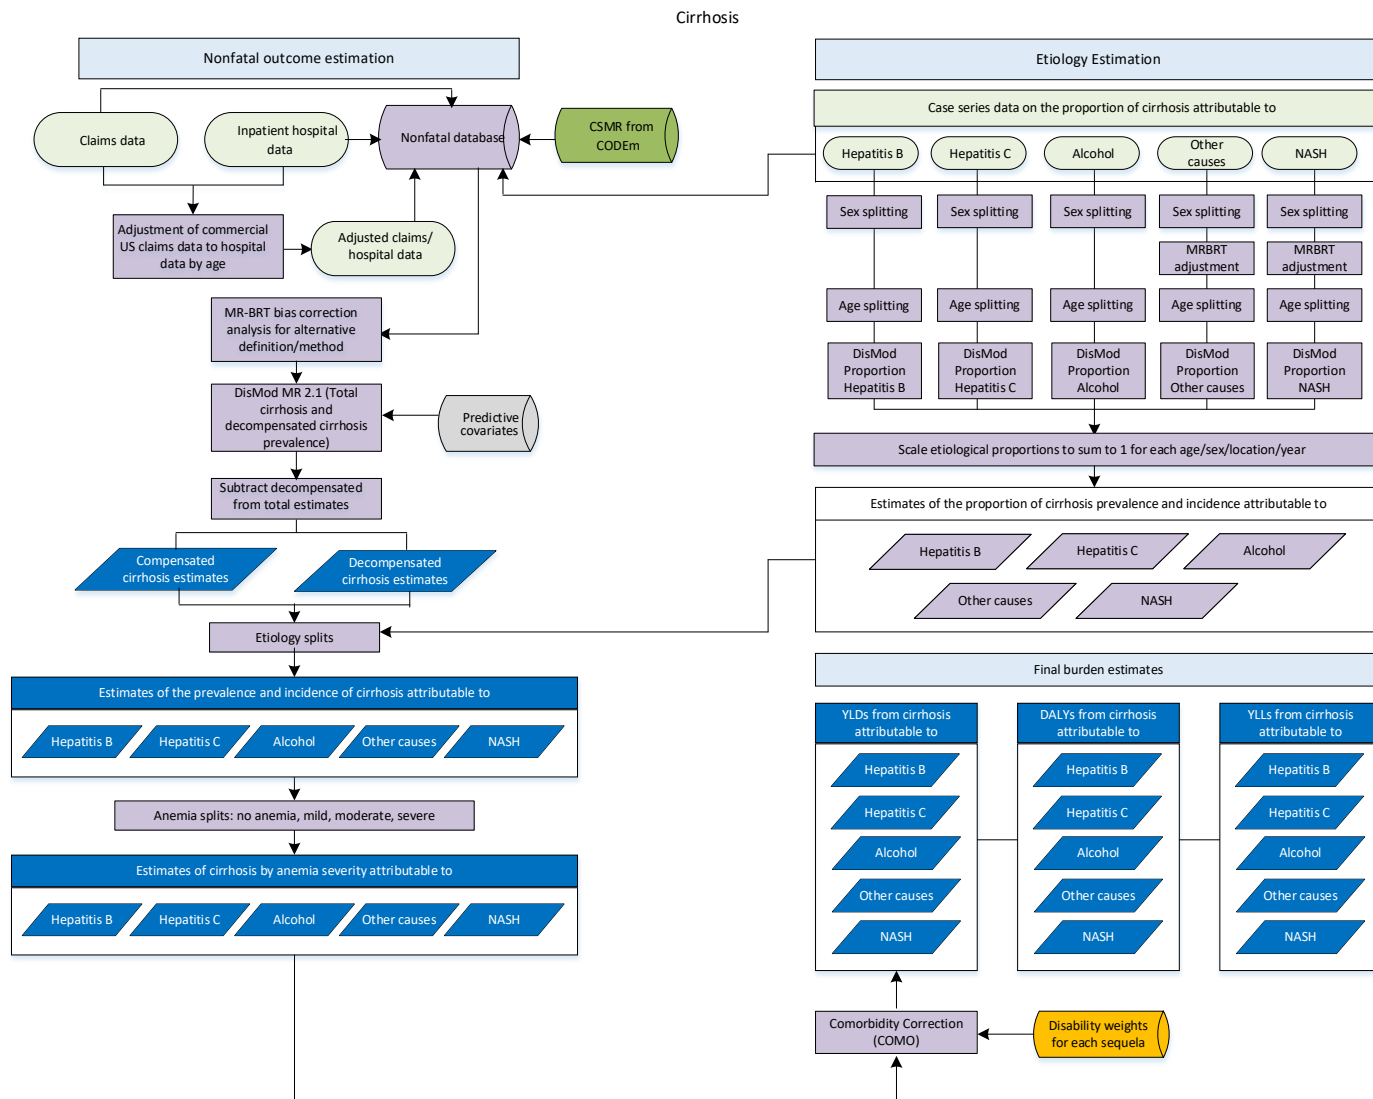 Cirrhosis
Nonfatal outcome estimation
Claims data
Inpatient hospital
data
Nonfatal database
CSMR from
CODEm
Adjustment of commercial
US claims data to hospital
data by age
Adjusted claims/
hospital data
MR-BRT bias correction
analysis for alternative
definition/method
DisMod MR 2.1 (Total
cirrhosis and
decompensated cirrhosis
prevalence)
Predictive
covariates
Subtract decompensated
from total estimates
Compensated
cirrhosis estimates
Decompensated
cirrhosis estimates
Etiology splits
Estimates of the prevalence and incidence of cirrhosis attributable to
Hepatitis B
Hepatitis C
Alcohol
Other causes
NASH
Anemia splits: no anemia, mild, moderate, severe
Estimates of cirrhosis by anemia severity attributable to
Hepatitis B
Hepatitis C
Alcohol
Other causes
NASH
Etiology Estimation
Case series data on the proportion of cirrhosis attributable to
Hepatitis B
Hepatitis C
Alcohol
Other
causes
NASH
Sex splitting
Sex splitting
Sex splitting
Sex splitting
Sex splitting
MRBRT
adjustment
MRBRT
adjustment
Age splitting
Age splitting
Age splitting
Age splitting
Age splitting
DisMod
Proportion
Hepatitis B
DisMod
Proportion
Hepatitis C
DisMod
Proportion
Alcohol
DisMod
Proportion
Other causes
DisMod
Proportion
NASH
Scale etiological proportions to sum to 1 for each age/sex/location/year
Estimates of the proportion of cirrhosis prevalence and incidence attributable to
Hepatitis B
Hepatitis C
Alcohol
Other causes
NASH
Final burden estimates
YLDs from cirrhosis
attributable to
Hepatitis B
Hepatitis C
Alcohol
Other causes
NASH
DALYs from cirrhosis
attributable to
Hepatitis B
Hepatitis C
Alcohol
Other causes
NASH
YLLs from cirrhosis
attributable to
Hepatitis B
Hepatitis C
Alcohol
Other causes
NASH
Comorbidity Correction
(COMO)
Disability weights
for each sequela